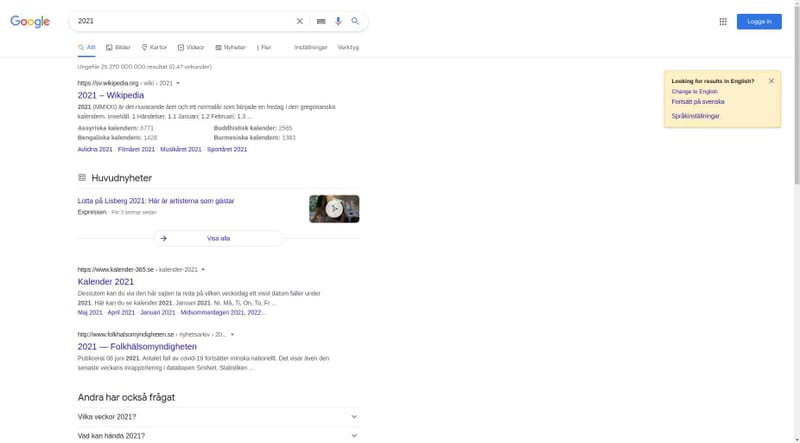 Google
2021
Logga in
Allt Bilder Kartor Videor Nyheter Fler Inställningar Verktyg
Ungefär 25 270 000 000 resultat (0,47 sekunder)
https://sv.wikipedia.org › wiki › 2021
2021 – Wikipedia
2021 (MMXXI) är det nuvarande året och ett normalår som började en fredag i den gregorianska
kalendern. Innehåll. 1 Händelser. 1.1 Januari; 1.2 Februari; 1.3 ...
Assyriska kalendern: 6771 Buddhistisk kalender: 2565
Bengaliska kalendern: 1428 Burmesiska kalendern: 1383
Avlidna 2021 · Filmåret 2021 · Musikåret 2021 · Sportåret 2021
Looking for results in English?
Change to English
Fortsätt på svenska
Språkinställningar
Huvudnyheter
Lotta på Liseberg 2021: Här är artisterna som gästar
Expressen · För 3 timmar sedan
Visa alla
https://www.kalender-365.se › kalender-2021
Kalender 2021
Dessutom kan du via den här sajten ta reda på vilken veckodag ett visst datum faller under
2021. Här kan du se kalender 2021. Januari 2021. Nr, Må, Ti, On, To, Fr ...
Maj 2021 · April 2021 · Januari 2021 · Midsommardagen 2021, 2022...
http://www.folkhalsomyndigheten.se › nyhetsarkiv › 20...
2021 — Folkhälsomyndigheten
Publicerat 08 juni 2021. Antalet fall av covid-19 fortsätter minska nationellt. Det visar även den
senaste veckans inrapportering i databasen SmiNet. Statistiken ...
Andra har också frågat
Vilka veckor 2021?
Vad kan hända 2021?